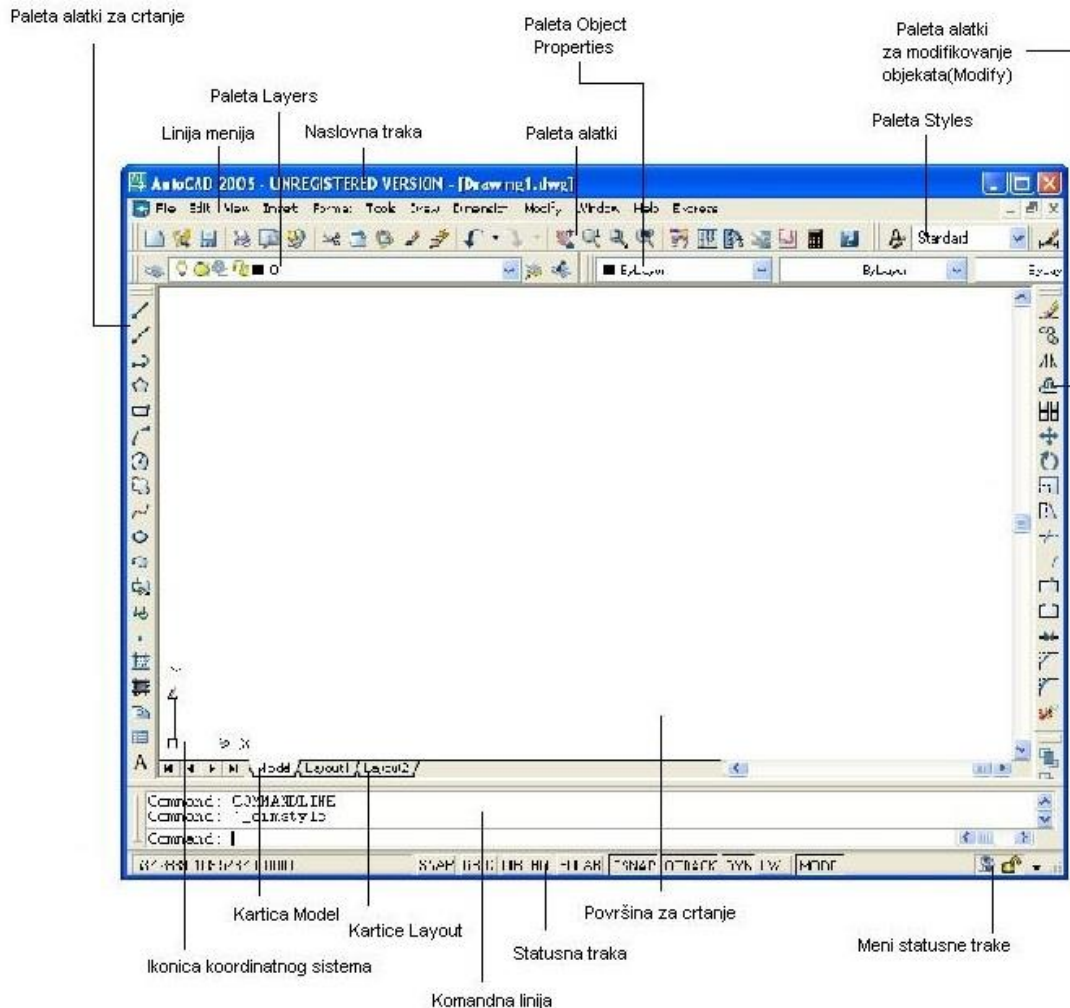 Paleta alatki za crtanje
Paleta Object
Properties
Paleta alatki
za modifikovanje
objekata(Modify)
Paleta Layers
Linija menija
Naslovna traka
Paleta alatki
Paleta Styles
AutoCAD 2005 - UNREGISTERED VERSION - [Drawing1.dwg]
File Edit View Insert Format Tools Draw Dimension Modify Window Help Express
Standard
0
ByLayer
ByLayer
Model Layout1 Layout2
Command: COMMANDLINE
Command: '_dimstyle
Command:
SNAP GRID POLAR OSNAP OTRACK DYN LW MODE
Kartica Model
Kartice Layout
Površina za crtanje
Statusna traka
Meni statusne trake
Ikonica koordinatnog sistema
Komandna linija